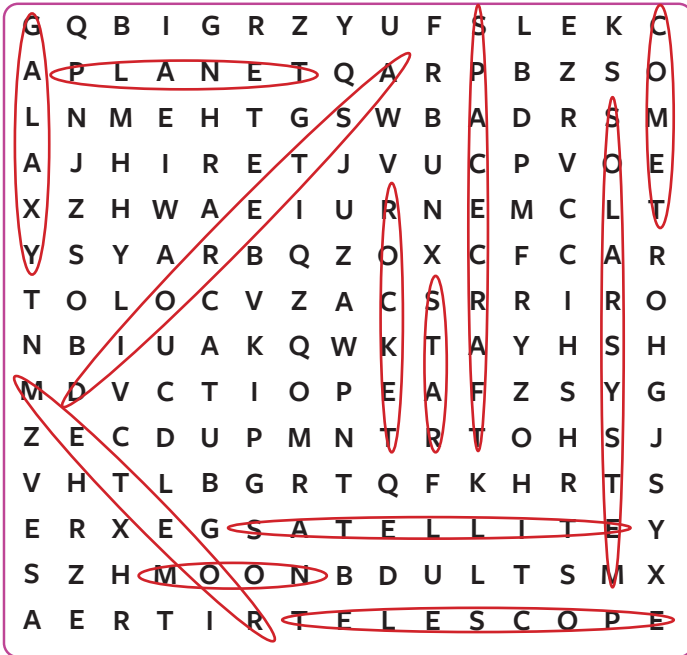 G Q B I G R Z Y U F S L E K C
A P L A N E T Q A R P B Z S O
L N M E H T G S W B A D R S M
A J H I R E T J V U C P V O E
X Z H W A E I U R N E M C L T
Y S Y A R B Q Z O X C F C A R
T O L O C V Z A C S R R I R O
N B I U A K Q W K T A Y H S H
M D V C T I O P E A F Z S Y G
Z E C D U P M N T R T O H S J
V H T L B G R T Q F K H R T S
E R X E G S A T E L L I T E Y
S Z H M O O N B D U L T S M X
A E R T I R T E L E S C O P E